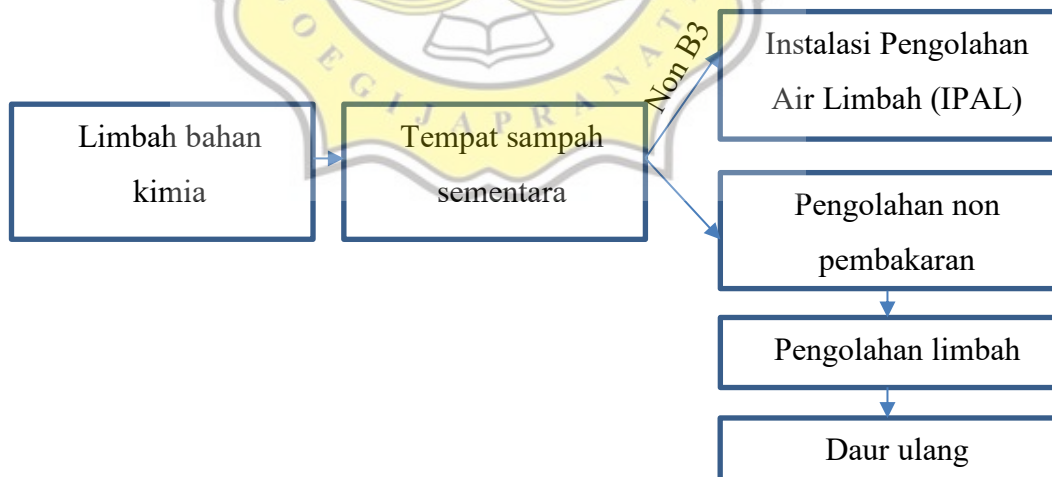 Limbah bahan
kimia
Tempat sampah
sementara
Non B3
Instalasi Pengolahan
Air Limbah (IPAL)
Pengolahan non
pembakaran
Pengolahan limbah
Daur ulang
OEGIJAPRANAT